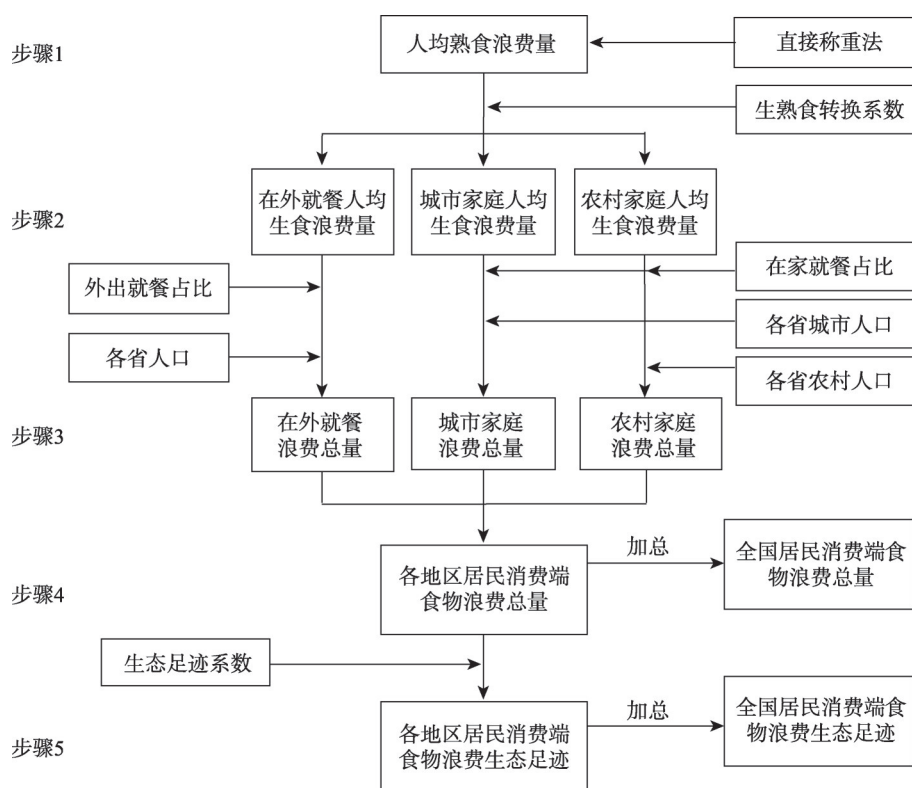 步骤1
人均熟食浪费量
直接称重法
生熟食转换系数
步骤2
在外就餐人均
生食浪费量
城市家庭人均
生食浪费量
农村家庭人均
生食浪费量
外出就餐占比
在家就餐占比
各省城市人口
各省人口
各省农村人口
步骤3
在外就餐
浪费总量
城市家庭
浪费总量
农村家庭
浪费总量
步骤4
各地区居民消费端
食物浪费总量
加总
全国居民消费端食
物浪费总量
生态足迹系数
步骤5
各地区居民消费端
食物浪费生态足迹
加总
全国居民消费端食
物浪费生态足迹